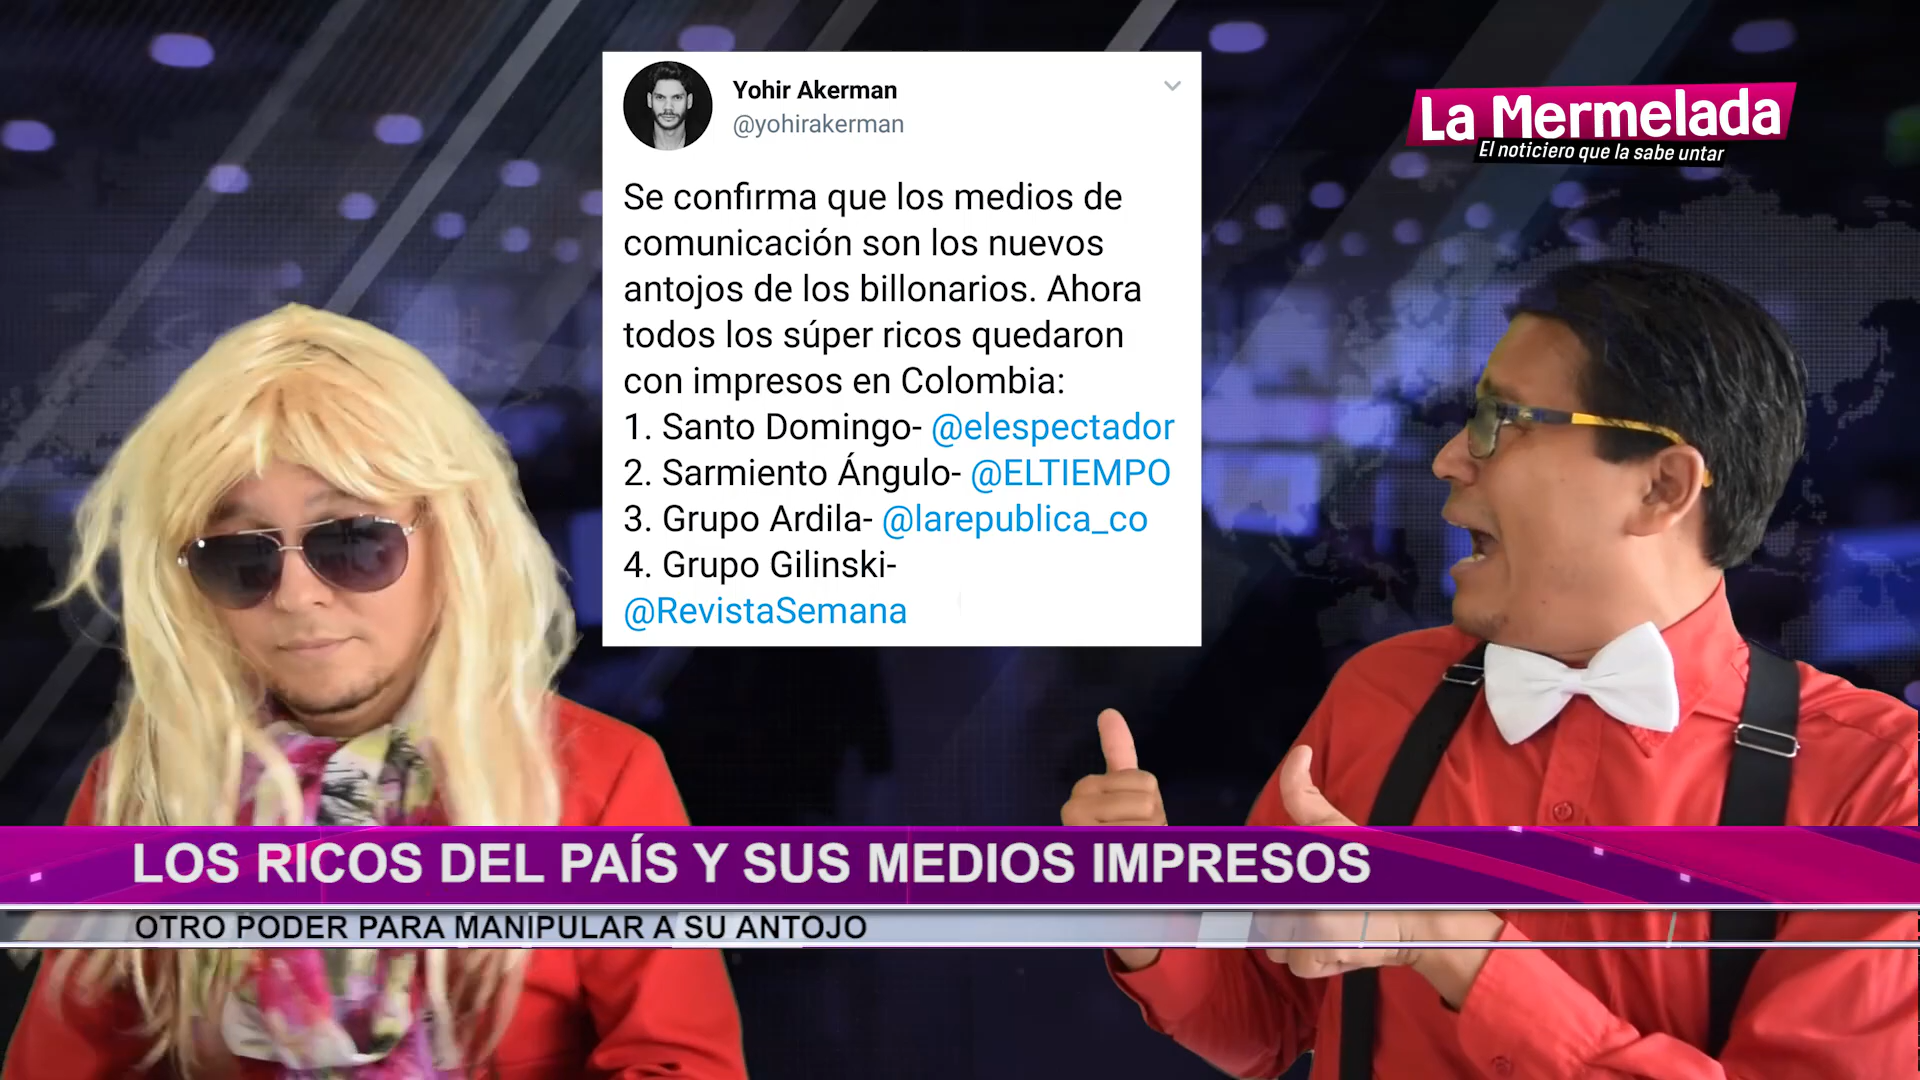 Yohir Akerman
@yohirakerman
Se confirma que los medios de
comunicación son los nuevos
antojos de los billonarios. Ahora
todos los súper ricos quedaron
con impresos en Colombia:
1. Santo Domingo- @elespectador
2. Sarmiento Ángulo- @ELTIEMPO
3. Grupo Ardila- @larepublica_co
4. Grupo Gilinski-
@RevistaSemana
La Mermelada
El noticiero que la sabe untar
LOS RICOS DEL PAÍS Y SUS MEDIOS IMPRESOS
OTRO PODER PARA MANIPULAR A SU ANTOJO